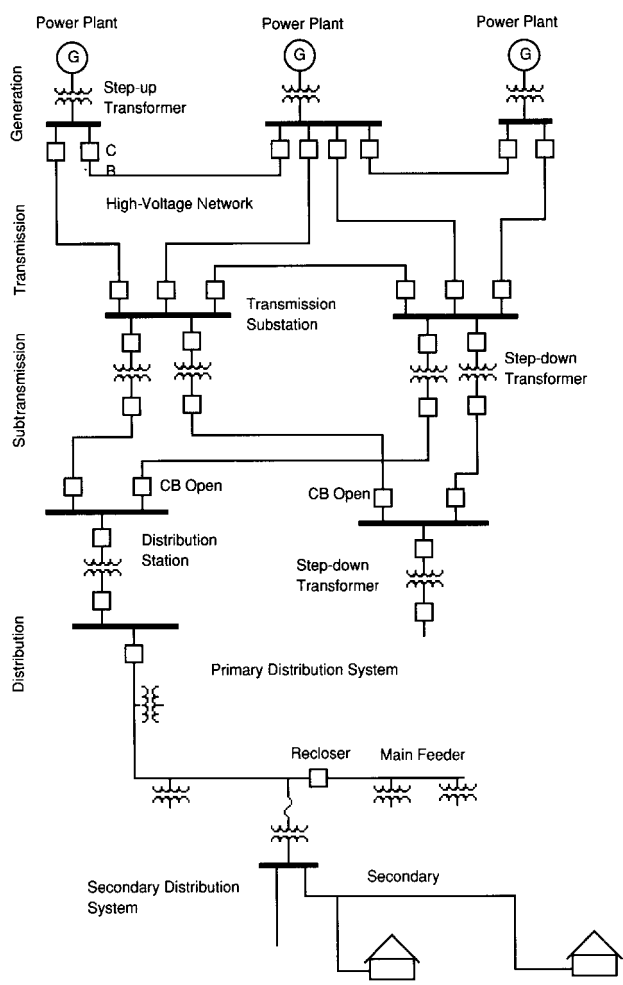 Power Plant
Power Plant
Power Plant
G
G
G
Generation
Step-up
Transformer
C
B
High-Voltage Network
Transmission
Transmission
Substation
Subtransmission
Step-down
Transformer
CB Open
CB Open
Distribution
Station
Step-down
Transformer
Distribution
Primary Distribution System
Recloser
Main Feeder
Secondary Distribution
System
Secondary